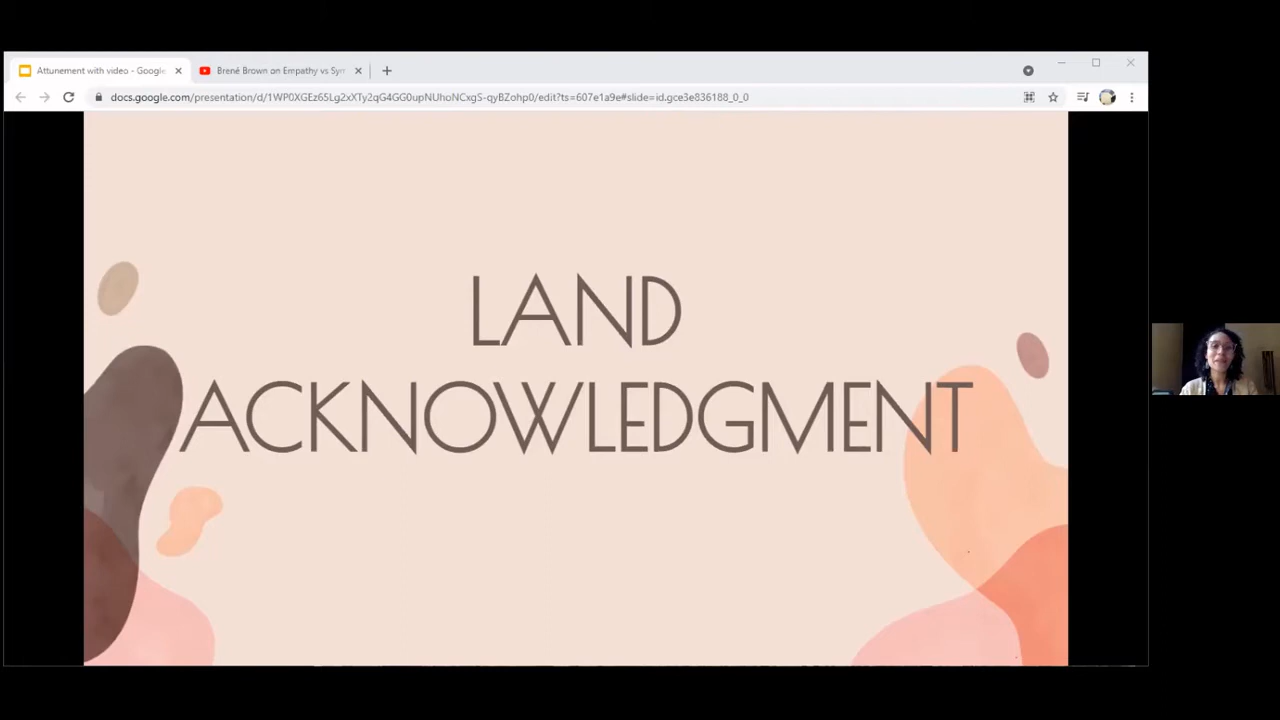 Attunement with video - Google
Brené Brown on Empathy vs Sym
docs.google.com/presentation/d/1WP0XGEz65Lg2xXTy2qG4GG0upNUhoNCxgS-qyBZohp0/edit?ts=607e1a9e#slide=id.gce3e836188_0_0
LAND
ACKNOWLEDGMENT